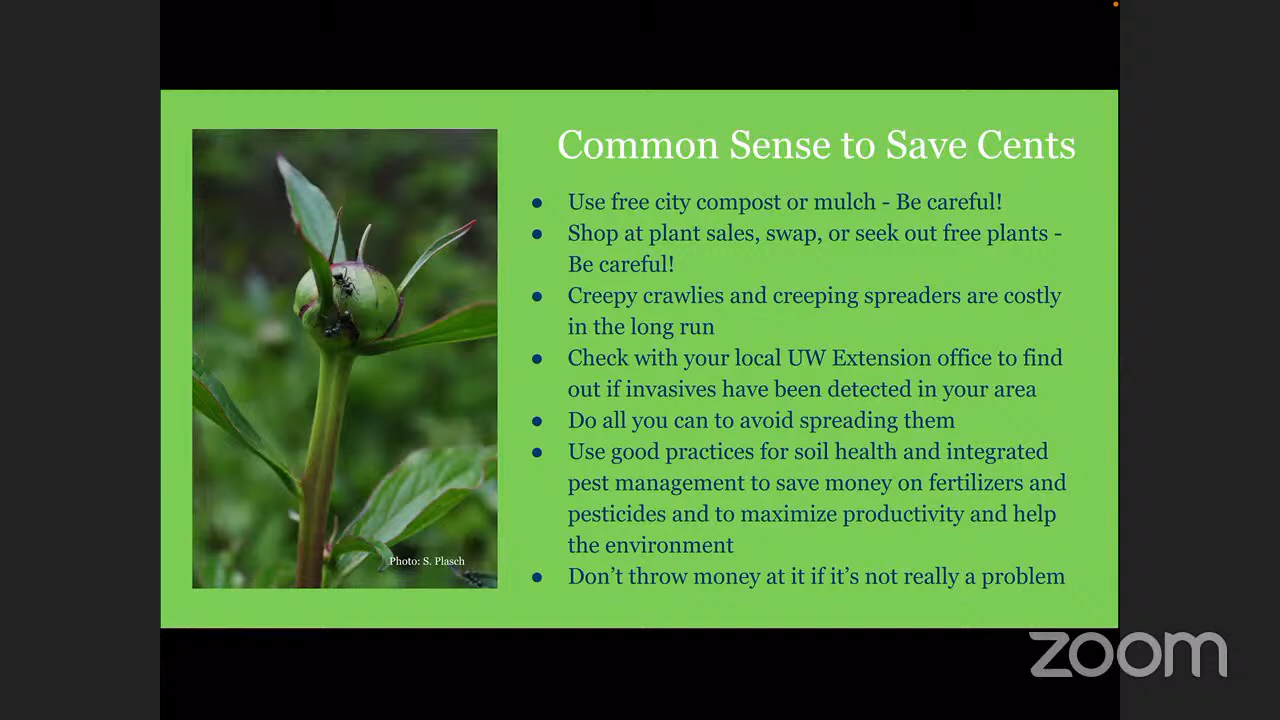 Common Sense to Save Cents
● Use free city compost or mulch - Be careful!
● Shop at plant sales, swap, or seek out free plants -
Be careful!
● Creepy crawlies and creeping spreaders are costly
in the long run
● Check with your local UW Extension office to find
out if invasives have been detected in your area
● Do all you can to avoid spreading them
● Use good practices for soil health and integrated
pest management to save money on fertilizers and
pesticides and to maximize productivity and help
the environment
● Don’t throw money at it if it’s not really a problem
Photo: S. Plasch
zoom